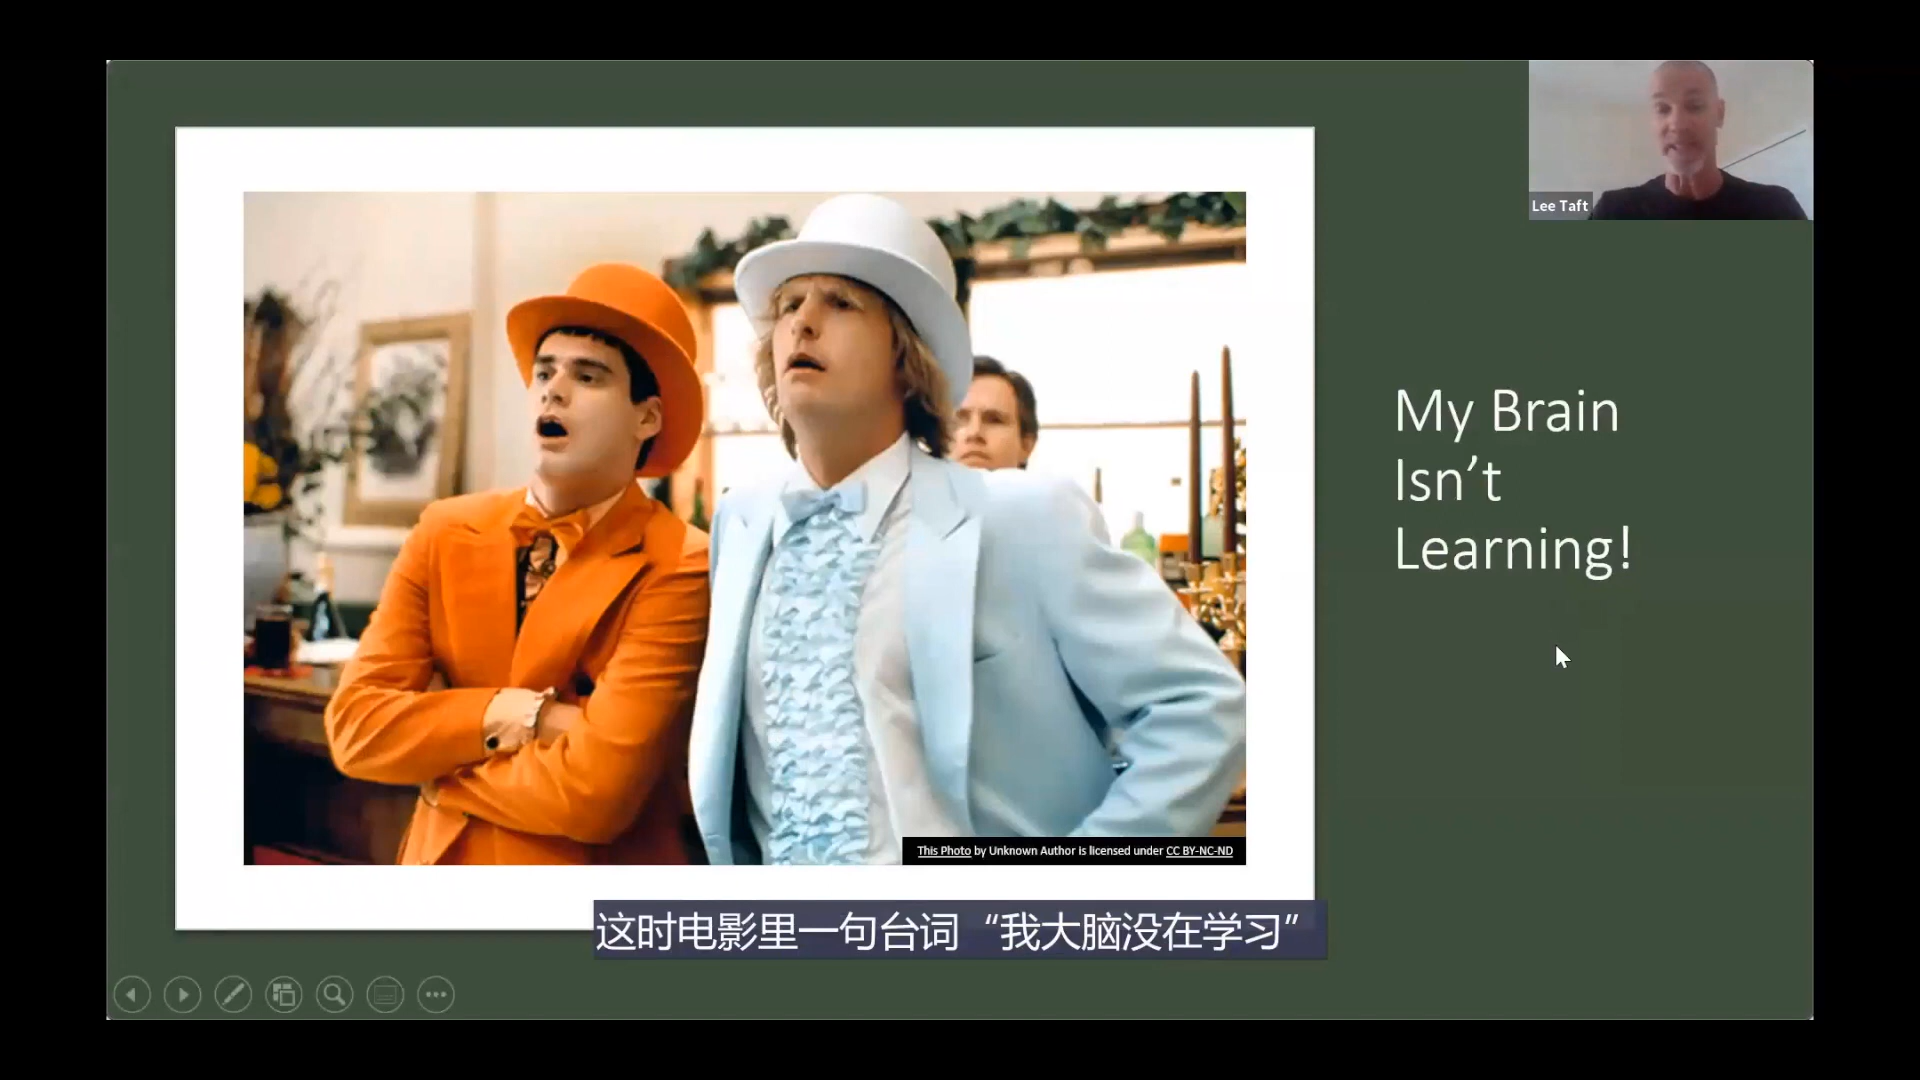 Lee Taft
My Brain
Isn’t
Learning!
This Photo by Unknown Author is licensed under CC BY-NC-ND
这时电影里一句台词“我大脑没在学习”